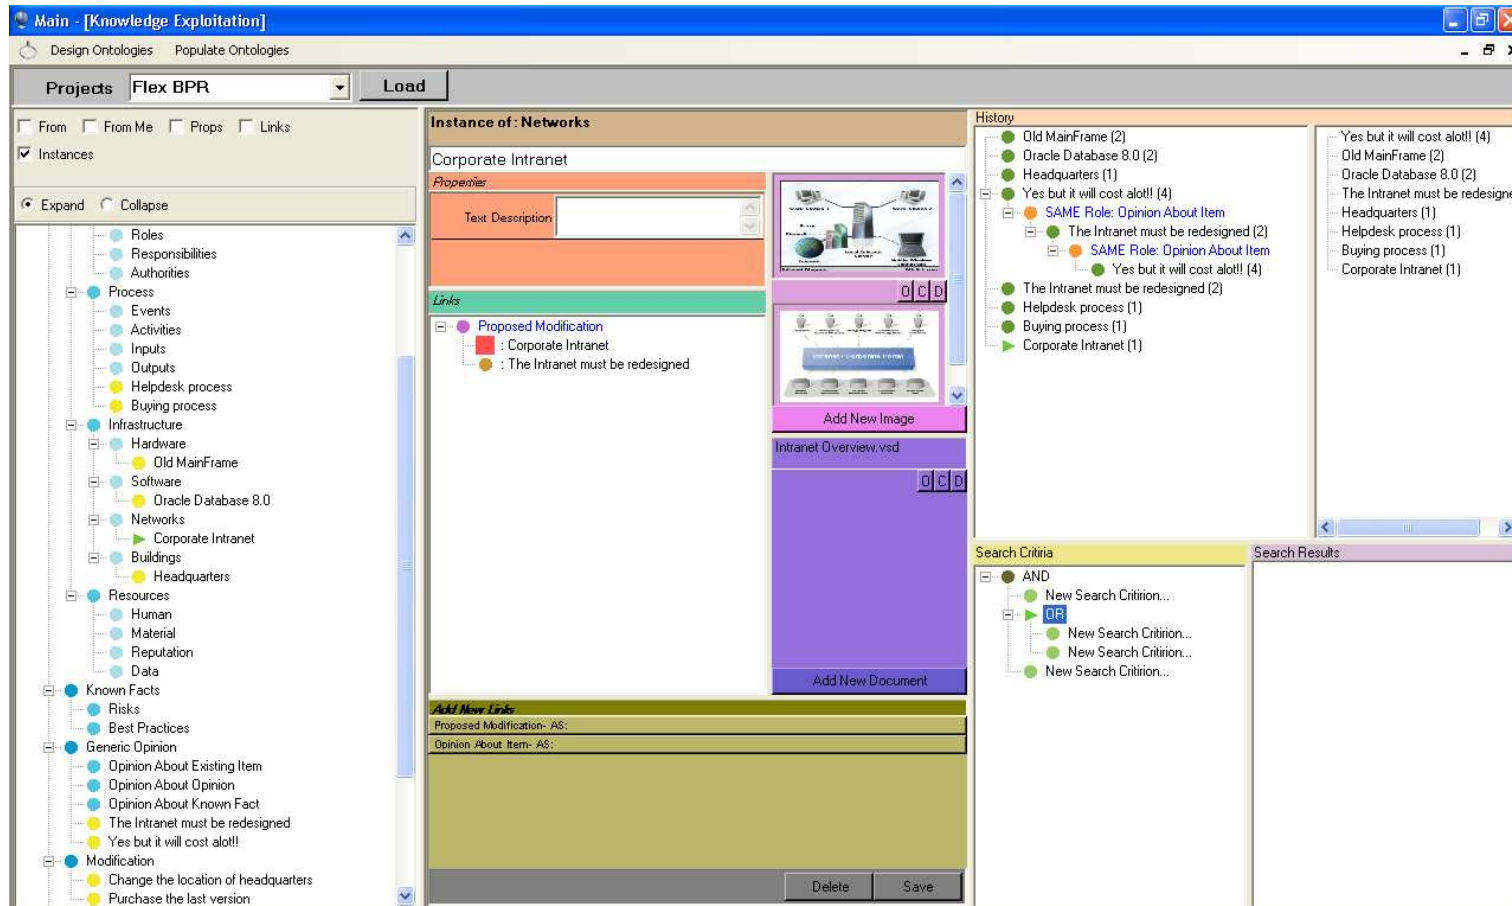 Main - [Knowledge Exploitation]
Design Ontologies Populate Ontologies
Projects Flex BPR Load
From From Me Props Links
Instances
Expand Collapse
Roles
Responsibilities
Authorities
Process
Events
Activities
Inputs
Outputs
Helpdesk process
Buying process
Infrastructure
Hardware
Old MainFrame
Software
Oracle Database 8.0
Networks
Corporate Intranet
Buildings
Headquarters
Resources
Human
Material
Reputation
Data
Known Facts
Risks
Best Practices
Generic Opinion
Opinion About Existing Item
Opinion About Opinion
Opinion About Known Fact
The Intranet must be redesigned
Yes but it will cost alot!!
Modification
Change the location of headquarters
Purchase the last version
Instance of: Networks
Corporate Intranet
Properties
Text Description
Links
Proposed Modification
: Corporate Intranet
: The Intranet must be redesigned
O C D
Intranet - Corporate Portal
Add New Image
Intranet Overview.vsd
O C D
Add New Document
Add New Links
Proposed Modification- AS:
Opinion About Item- AS:
Delete Save
History
Old MainFrame (2)
Oracle Database 8.0 (2)
Headquarters (1)
Yes but it will cost alot!! (4)
SAME Role: Opinion About Item
The Intranet must be redesigned (2)
SAME Role: Opinion About Item
Yes but it will cost alot!! (4)
The Intranet must be redesigned (2)
Helpdesk process (1)
Buying process (1)
Corporate Intranet (1)
Yes but it will cost alot!! (4)
Old MainFrame (2)
Oracle Database 8.0 (2)
The Intranet must be redesigne
Headquarters (1)
Helpdesk process (1)
Buying process (1)
Corporate Intranet (1)
Search Critiria
AND
New Search Critirion...
OR
New Search Critirion...
New Search Critirion...
New Search Critirion...
Search Results